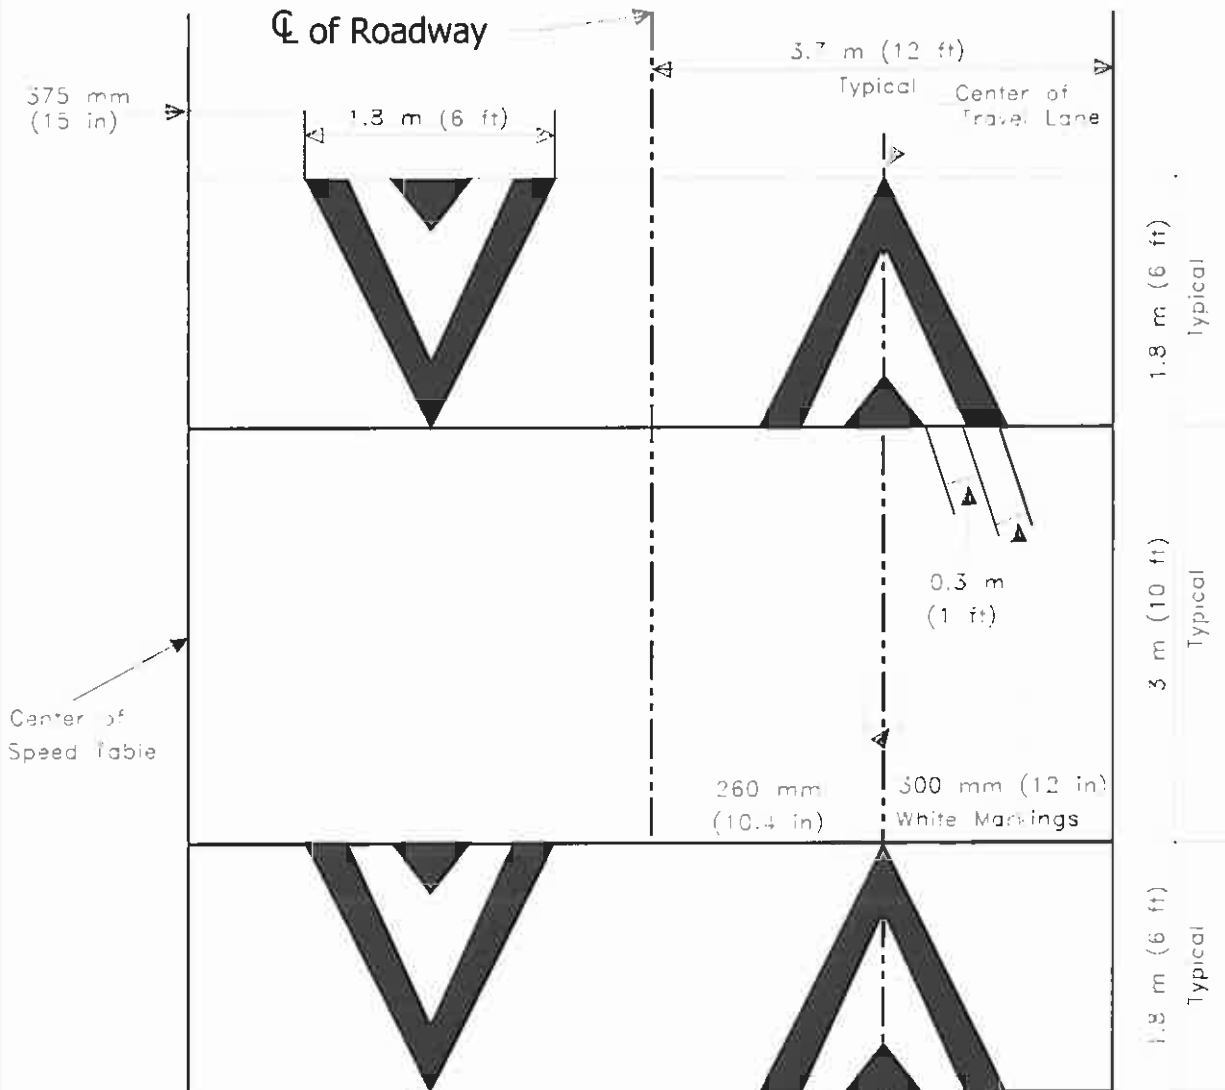 ℄ of Roadway
3.7 m (12 ft)
Typical
Center of
Travel Lane
375 mm
(15 in)
1.8 m (6 ft)
1.8 m (6 ft)
Typical
0.3 m
(1 ft)
3 m (10 ft)
Typical
Center of
Speed Table
260 mm
(10.4 in)
300 mm (12 in)
White Markings
1.8 m (6 ft)
Typical